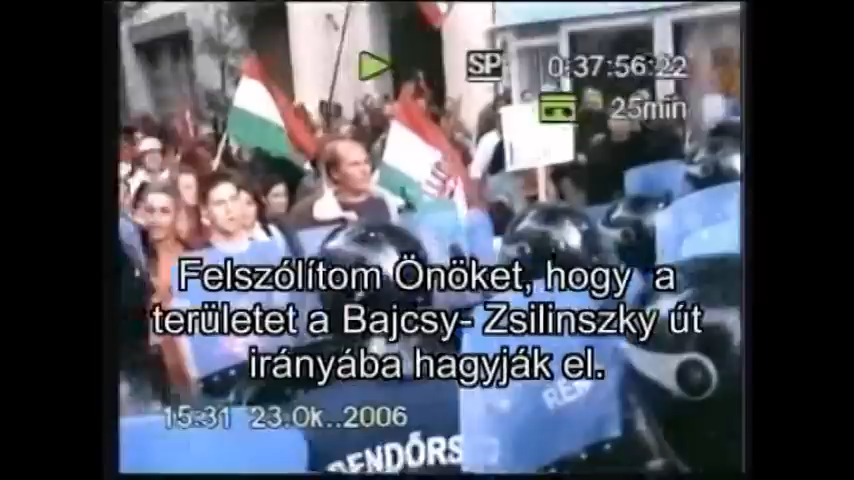 SP 0:37:56:22
25min
Felszólítom Önöket, hogy a
területet a Bajcsy- Zsilinszky út
irányába hagyják el.
15:31 23.Ok..2006
RENDŐRS